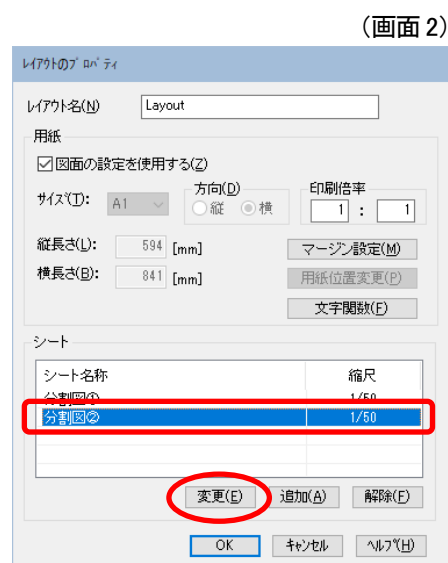 (画面 2)
レイアウトのプロパティ
レイアウト名(N) Layout
用紙
☑図面の設定を使用する(Z)
サイズ(T): A1 方向(D) ○縦 ◉横 印刷倍率 1 : 1
縦長さ(L): 594 [mm] マージン設定(M)
横長さ(B): 841 [mm] 用紙位置変更(P)
文字関数(F)
シート
シート名称 縮尺
分割図① 1/50
分割図② 1/50
変更(E) 追加(A) 解除(F)
OK キャンセル ヘルプ(H)